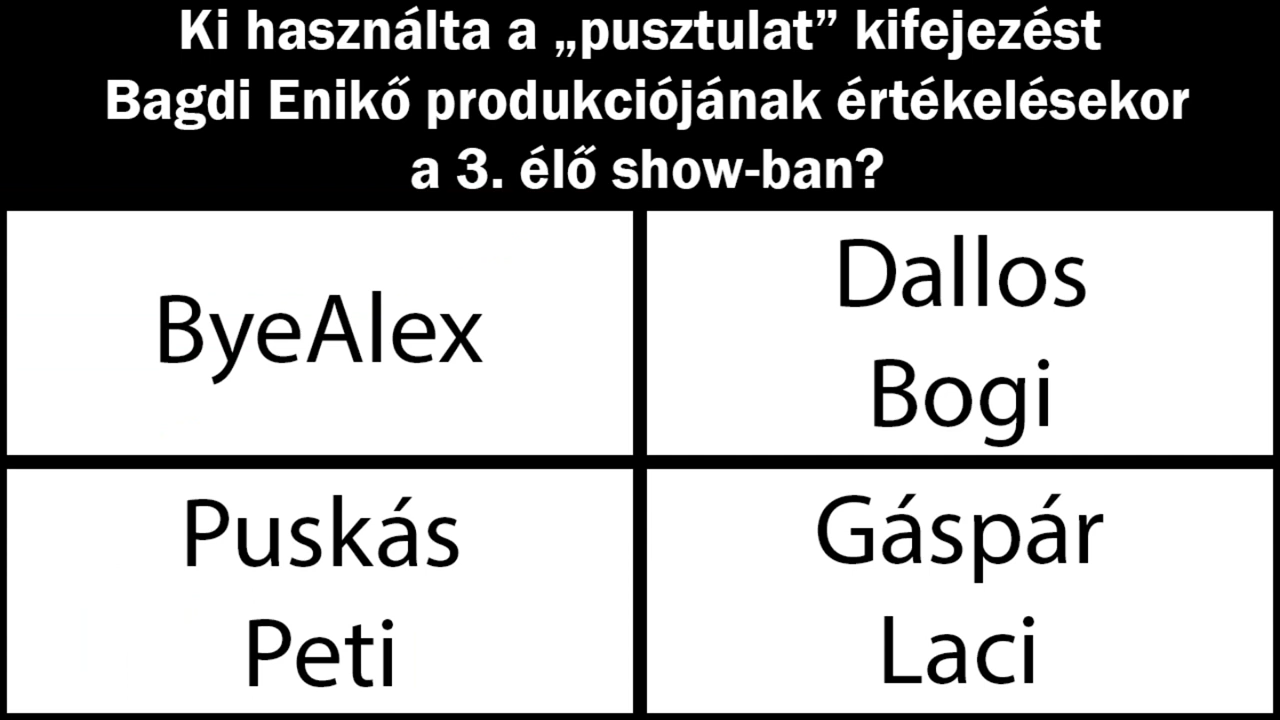 Ki használta a „pusztulat” kifejezést
Bagdi Enikő produkciójának értékelésekor
a 3. élő show-ban?
ByeAlex
Dallos
Bogi
Puskás
Peti
Gáspár
Laci